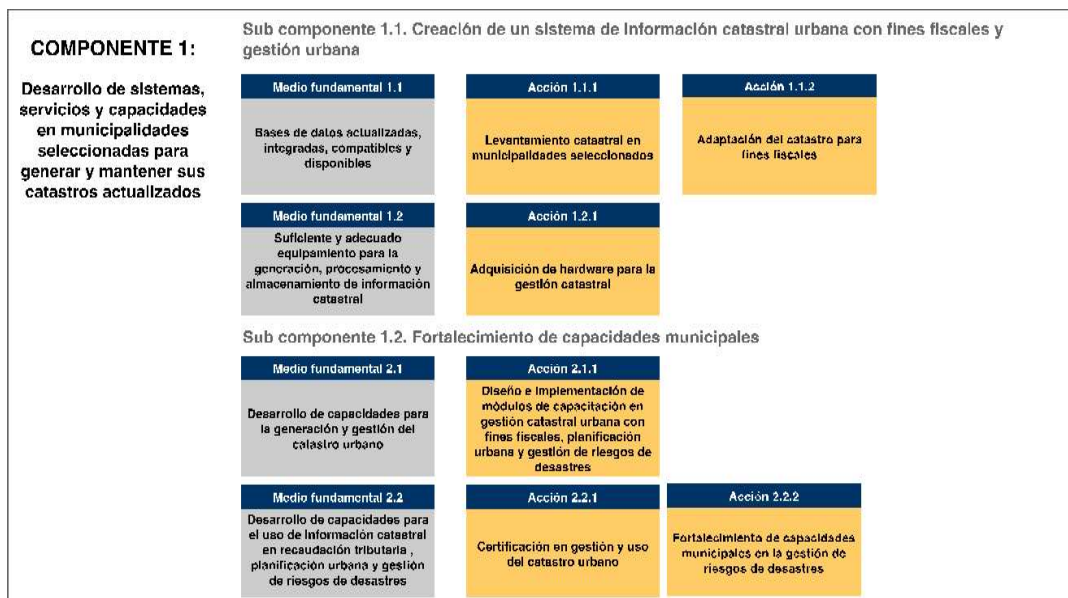 COMPONENTE 1:
Desarrollo de sistemas,
servicios y capacidades
en municipalidades
seleccionadas para
generar y mantener sus
catastros actualizados
Sub componente 1.1. Creación de un sistema de información catastral urbana con fines fiscales y
gestión urbana
Medio fundamental 1.1
Bases de datos actualizadas,
integradas, compatibles y
disponibles
Acción 1.1.1
Levantamiento catastral en
municipalidades seleccionados
Acción 1.1.2
Adaptación del catastro para
fines fiscales
Medio fundamental 1.2
Suficiente y adecuado
equipamiento para la
generación, procesamiento y
almacenamiento de información
catastral
Acción 1.2.1
Adquisición de hardware para la
gestión catastral
Sub componente 1.2. Fortalecimiento de capacidades municipales
Medio fundamental 2.1
Desarrollo de capacidades para
la generación y gestión del
catastro urbano
Acción 2.1.1
Diseño e implementación de
módulos de capacitación en
gestión catastral urbana con
fines fiscales, planificación
urbana y gestión de riesgos de
desastres
Medio fundamental 2.2
Desarrollo de capacidades para
el uso de información catastral
en recaudación tributaria ,
planificación urbana y gestión
de riesgos de desastres
Acción 2.2.1
Certificación en gestión y uso
del catastro urbano
Acción 2.2.2
Fortalecimiento de capacidades
municipales en la gestión de
riesgos de desastres